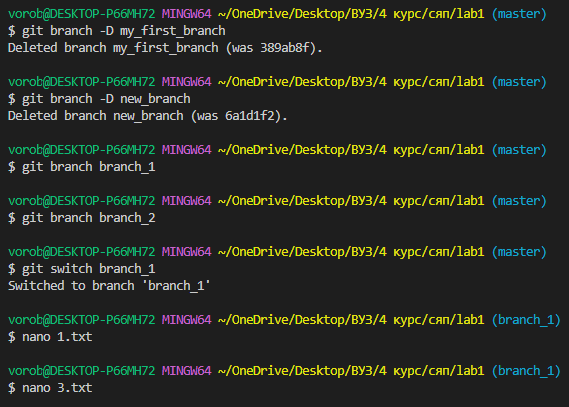 vorob@DESKTOP-P66MH72 MINGW64 ~/OneDrive/Desktop/ВУЗ/4 курс/сяп/lab1 (master)
$ git branch -D my_first_branch
Deleted branch my_first_branch (was 389ab8f).
vorob@DESKTOP-P66MH72 MINGW64 ~/OneDrive/Desktop/ВУЗ/4 курс/сяп/lab1 (master)
$ git branch -D new_branch
Deleted branch new_branch (was 6a1d1f2).
vorob@DESKTOP-P66MH72 MINGW64 ~/OneDrive/Desktop/ВУЗ/4 курс/сяп/lab1 (master)
$ git branch branch_1
vorob@DESKTOP-P66MH72 MINGW64 ~/OneDrive/Desktop/ВУЗ/4 курс/сяп/lab1 (master)
$ git branch branch_2
vorob@DESKTOP-P66MH72 MINGW64 ~/OneDrive/Desktop/ВУЗ/4 курс/сяп/lab1 (master)
$ git switch branch_1
Switched to branch 'branch_1'
vorob@DESKTOP-P66MH72 MINGW64 ~/OneDrive/Desktop/ВУЗ/4 курс/сяп/lab1 (branch_1)
$ nano 1.txt
vorob@DESKTOP-P66MH72 MINGW64 ~/OneDrive/Desktop/ВУЗ/4 курс/сяп/lab1 (branch_1)
$ nano 3.txt